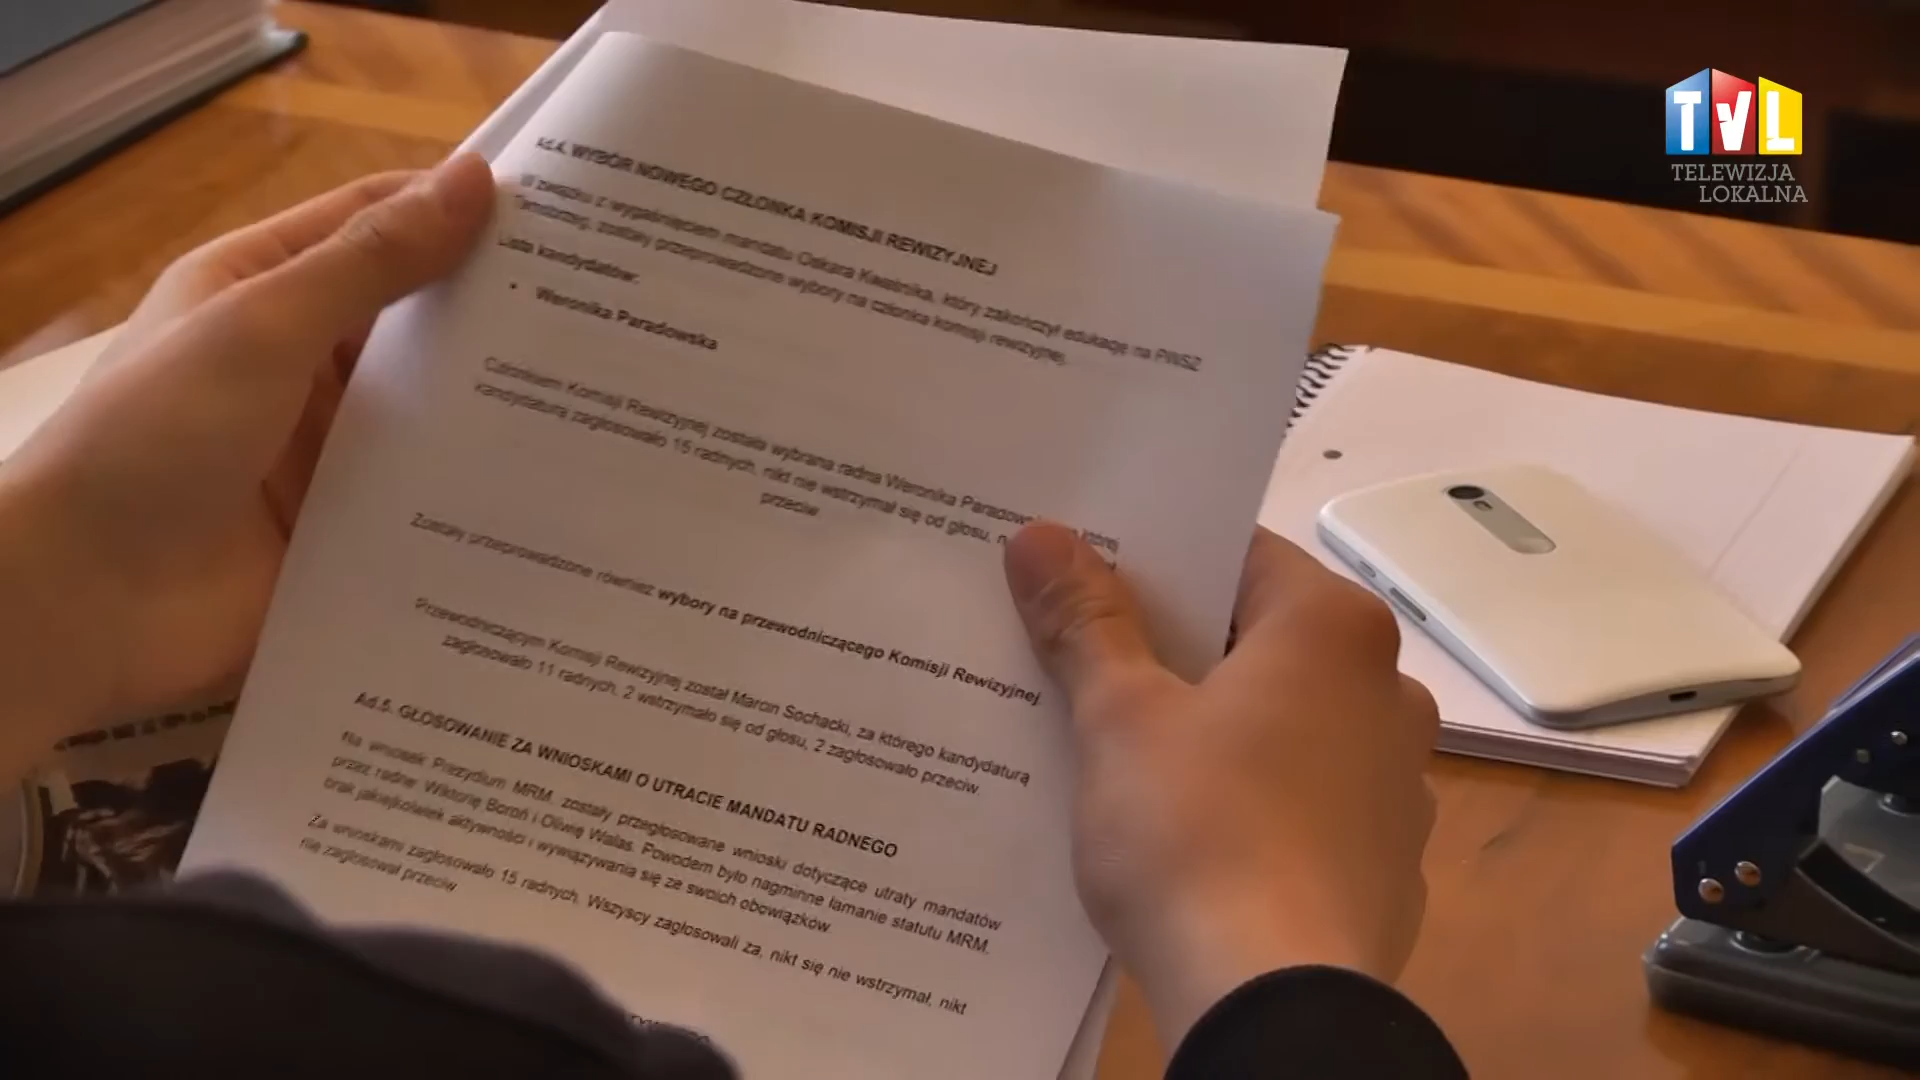 TVL
TELEWIZJA
LOKALNA
Ad.4. WYBÓR NOWEGO CZŁONKA KOMISJI REWIZYJNEJ
W związku z wygaśnięciem mandatu Oskara Kwatnika, który zakończył edukację na PWSZ
Tarnobrzeg, zostały przeprowadzone wybory na członka komisji rewizyjnej.
Lista kandydatów:
• Weronika Paradowska
Członkiem Komisji Rewizyjnej została wybrana radna Weronika Paradow której
kandydatura zagłosowało 15 radnych, nikt nie wstrzymał się od głosu, n
przeciw.
Zostały przeprowadzone również wybory na przewodniczącego Komisji Rewizyjnej.
Przewodniczącym Komisji Rewizyjnej został Marcin Sochacki, za którego kandydaturą
zagłosowało 11 radnych, 2 wstrzymało się od głosu, 2 zagłosowało przeciw.
Ad.5. GŁOSOWANIE ZA WNIOSKAMI O UTRACIE MANDATU RADNEGO
Na wniosek Prezydium MRM, zostały przegłosowane wnioski dotyczące utraty mandatów
przez radne: Wiktorię Boroń i Oliwię Walas. Powodem było nagminne łamanie statutu MRM,
brak jakiejkolwiek aktywności i wywiązywania się ze swoich obowiązków.
Za wnioskami zagłosowało 15 radnych. Wszyscy zagłosowali za, nikt się nie wstrzymał, nikt
nie zagłosował przeciw.